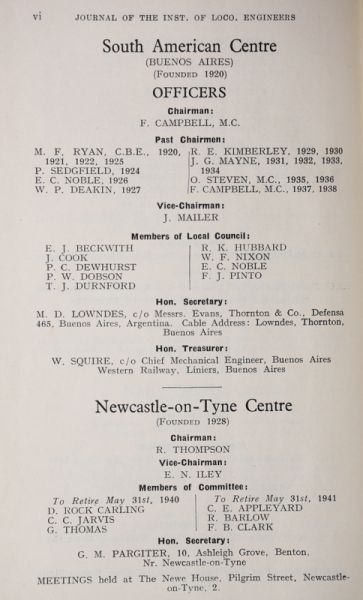 vi JOURNAL OF THE INST. OF LOCO. ENGINEERS
South American Centre
(BUENOS AIRES)
(FOUNDED 1920)
OFFICERS
Chairman:
F. CAMPBELL, M.C.
Past Chairmen:
M. F. RYAN, C.B.E., 1920,
1921, 1922, 1925
P. SEDGFIELD, 1924
E. C. NOBLE, 1926
W. P. DEAKIN, 1927
R. E. KIMBERLEY, 1929, 1930
J. G. MAYNE, 1931, 1932, 1933,
1934
O. STEVEN, M.C., 1935, 1936
F. CAMPBELL, M.C., 1937, 1938
Vice-Chairman:
J. MAILER
Members of Local Council:
E. J. BECKWITH
J. COOK
P. C. DEWHURST
P. W. DOBSON
T. J. DURNFORD
R. K. HUBBARD
W. F. NIXON
E. C. NOBLE
F. J. PINTO
Hon. Secretary:
M. D. LOWNDES, c/o Messrs. Evans, Thornton & Co., Defensa
465, Buenos Aires, Argentina. Cable Address: Lowndes, Thornton,
Buenos Aires
Hon. Treasurer:
W. SQUIRE, c/o Chief Mechanical Engineer, Buenos Aires
Western Railway, Liniers, Buenos Aires
Newcastle-on-Tyne Centre
(FOUNDED 1928)
Chairman:
R. THOMPSON
Vice-Chairman:
E. N. ILEY
Members of Committee:
To Retire May 31st, 1940
D. ROCK CARLING
C. C. JARVIS
G. THOMAS
To Retire May 31st, 1941
C. E. APPLEYARD
R. BARLOW
F. B. CLARK
Hon. Secretary:
G. M. PARGITER, 10, Ashleigh Grove, Benton,
Nr. Newcastle-on-Tyne
MEETINGS held at The Newe House, Pilgrim Street, Newcastle-
on-Tyne, 2.